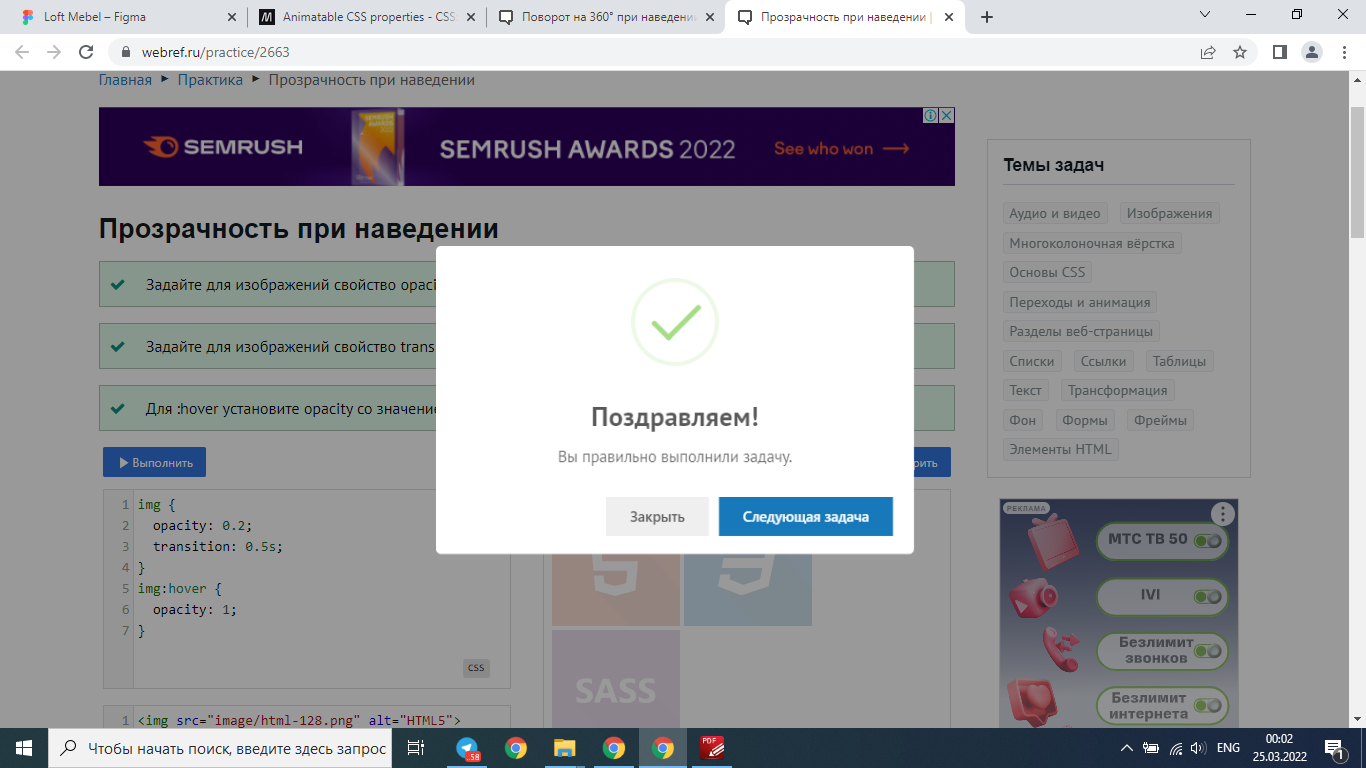 Loft Mebel – Figma
Animatable CSS properties - CSS
Поворот на 360° при наведени
Прозрачность при наведении |
webref.ru/practice/2663
Главная ► Практика ► Прозрачность при наведении
SEMRUSH
SEMRUSH AWARDS 2022
See who won
Темы задач
Аудио и видео
Изображения
Многоколоночная вёрстка
Основы CSS
Переходы и анимация
Разделы веб-страницы
Списки
Ссылки
Таблицы
Текст
Трансформация
Фон
Формы
Фреймы
Элементы HTML
Прозрачность при наведении
Задайте для изображений свойство opaci
Задайте для изображений свойство trans
Для :hover установите opacity со значение
Поздравляем!
Вы правильно выполнили задачу.
Закрыть
Следующая задача
Выполнить
рить
1 img {
2 opacity: 0.2;
3 transition: 0.5s;
4 }
5 img:hover {
6 opacity: 1;
7 }
CSS
1 <img src="image/html-128.png" alt="HTML5">
SASS
РЕКЛАМА
МТС ТВ 50
IVI
Безлимит
звонков
Безлимит
интернета
Чтобы начать поиск, введите здесь запрос
58
PDF
ENG
00:02
25.03.2022
1